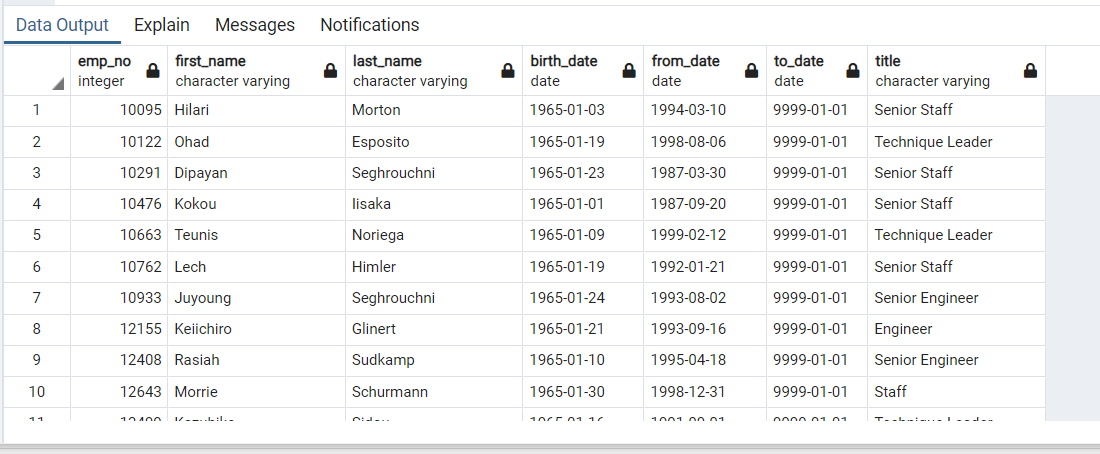 Data Output Explain Messages Notifications
emp_no first_name last_name birth_date from_date to_date title
integer character varying character varying date date date character varying
1 10095 Hilari Morton 1965-01-03 1994-03-10 9999-01-01 Senior Staff
2 10122 Ohad Esposito 1965-01-19 1998-08-06 9999-01-01 Technique Leader
3 10291 Dipayan Seghrouchni 1965-01-23 1987-03-30 9999-01-01 Senior Staff
4 10476 Kokou Iisaka 1965-01-01 1987-09-20 9999-01-01 Senior Staff
5 10663 Teunis Noriega 1965-01-09 1999-02-12 9999-01-01 Technique Leader
6 10762 Lech Himler 1965-01-19 1992-01-21 9999-01-01 Senior Staff
7 10933 Juyoung Seghrouchni 1965-01-24 1993-08-02 9999-01-01 Senior Engineer
8 12155 Keiichiro Glinert 1965-01-21 1993-09-16 9999-01-01 Engineer
9 12408 Rasiah Sudkamp 1965-01-10 1995-04-18 9999-01-01 Senior Engineer
10 12643 Morrie Schurmann 1965-01-30 1998-12-31 9999-01-01 Staff
11 9999-01-01 Technique Leader